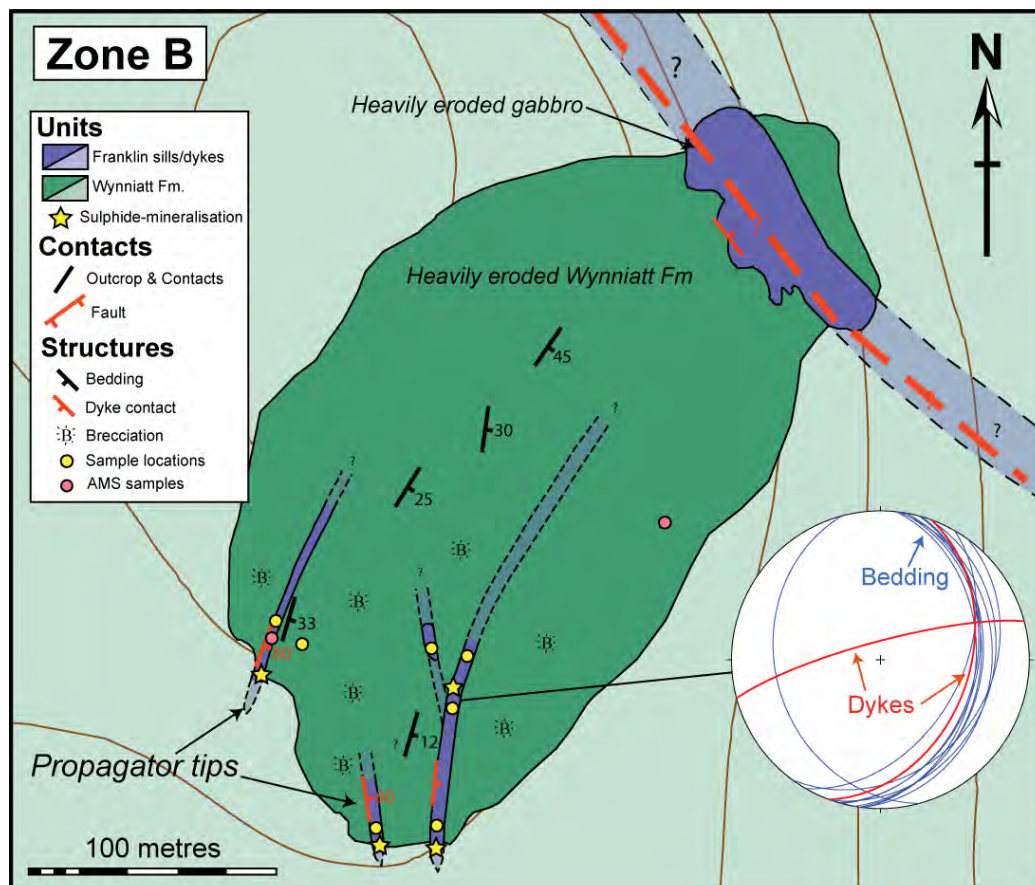 Zone B
Units
Franklin sills/dykes
Wynniatt Fm.
Sulphide-mineralisation
Contacts
Outcrop & Contacts
Fault
Structures
Bedding
Dyke contact
B
Brecciation
Sample locations
AMS samples
N
?
Heavily eroded gabbro
Heavily eroded Wynniatt Fm
45
30
?
?
?
25
B
B
?
B
33
80
B
B
B
? 12
B
80
Propagator tips
100 metres
Bedding
Dykes